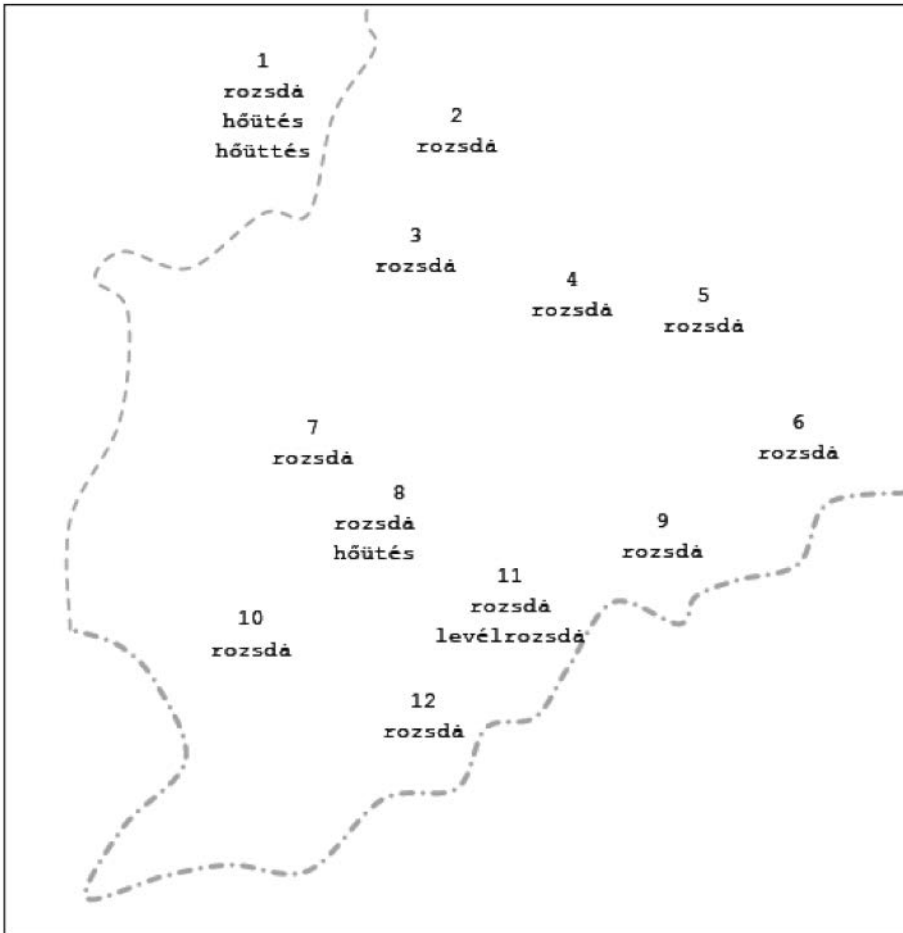 1
rozsdȧ
hőütés
hőüttés
2
rozsdȧ
3
rozsdȧ
4
rozsdȧ
5
rozsdȧ
6
rozsdȧ
7
rozsdȧ
8
rozsdȧ
hőütés
9
rozsdȧ
10
rozsdȧ
11
rozsdȧ
levélrozsdȧ
12
rozsdȧ